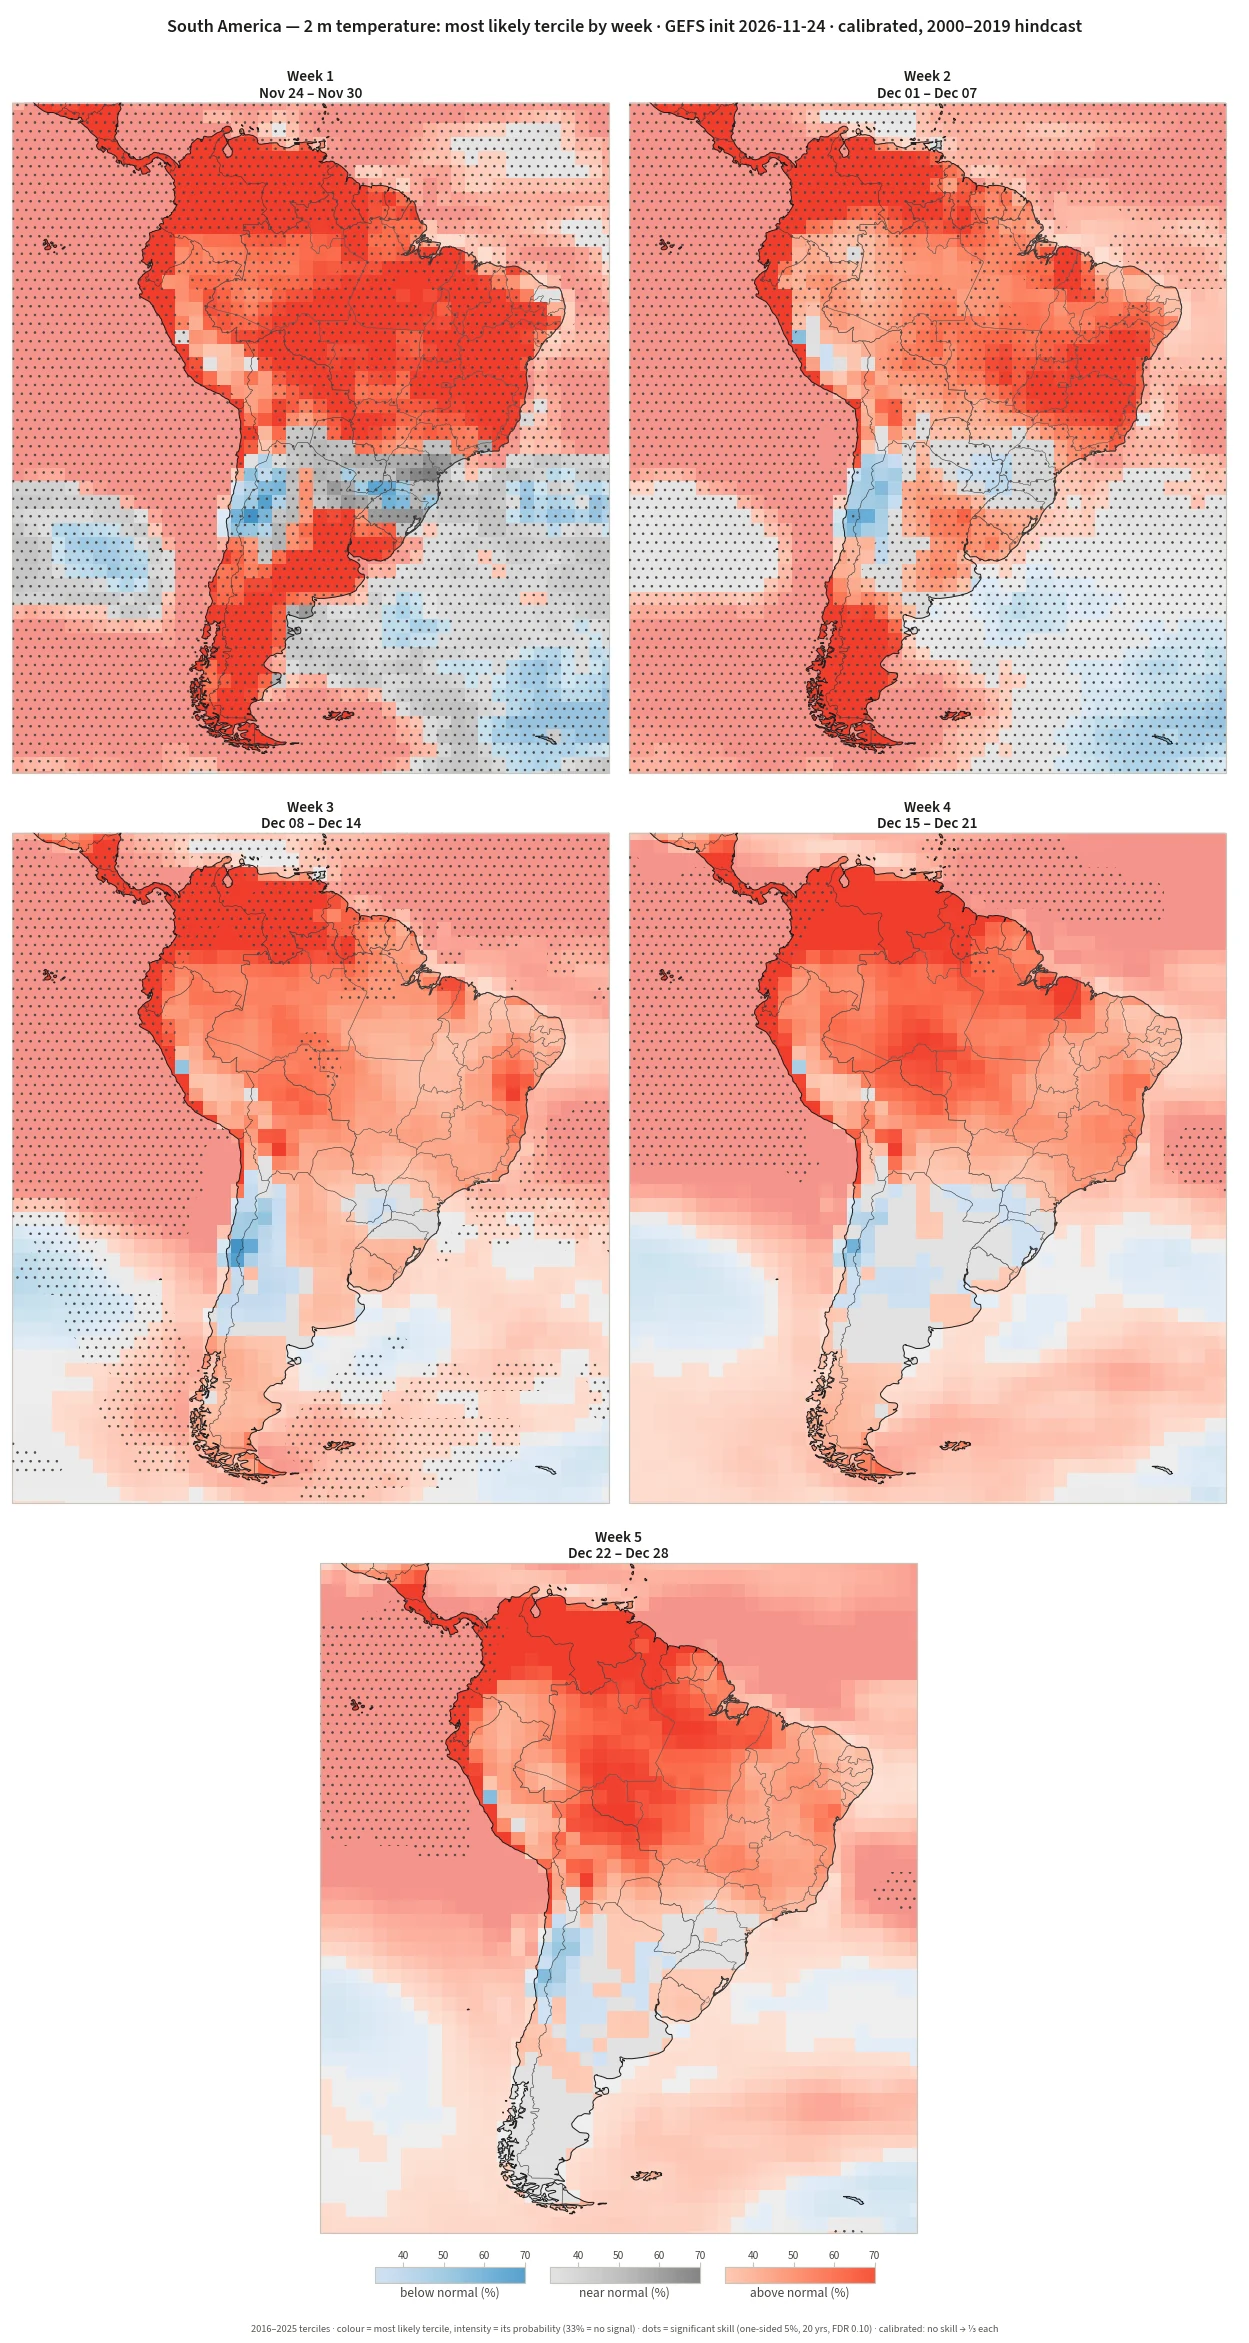 South America — 2 m temperature: most likely tercile by week · GEFS init 2026-11-24 · calibrated, 2000–2019 hindcast
Week 1
Nov 24 – Nov 30
Week 2
Dec 01 – Dec 07
Week 3
Dec 08 – Dec 14
Week 4
Dec 15 – Dec 21
Week 5
Dec 22 – Dec 28
40 50 60 70 40 50 60 70 40 50 60 70
below normal (%) near normal (%) above normal (%)
2016–2025 terciles · colour = most likely tercile, intensity = its probability (33% = no signal) · dots = significant skill (one-sided 5%, 20 yrs, FDR 0.10) · calibrated: no skill → ⅓ each